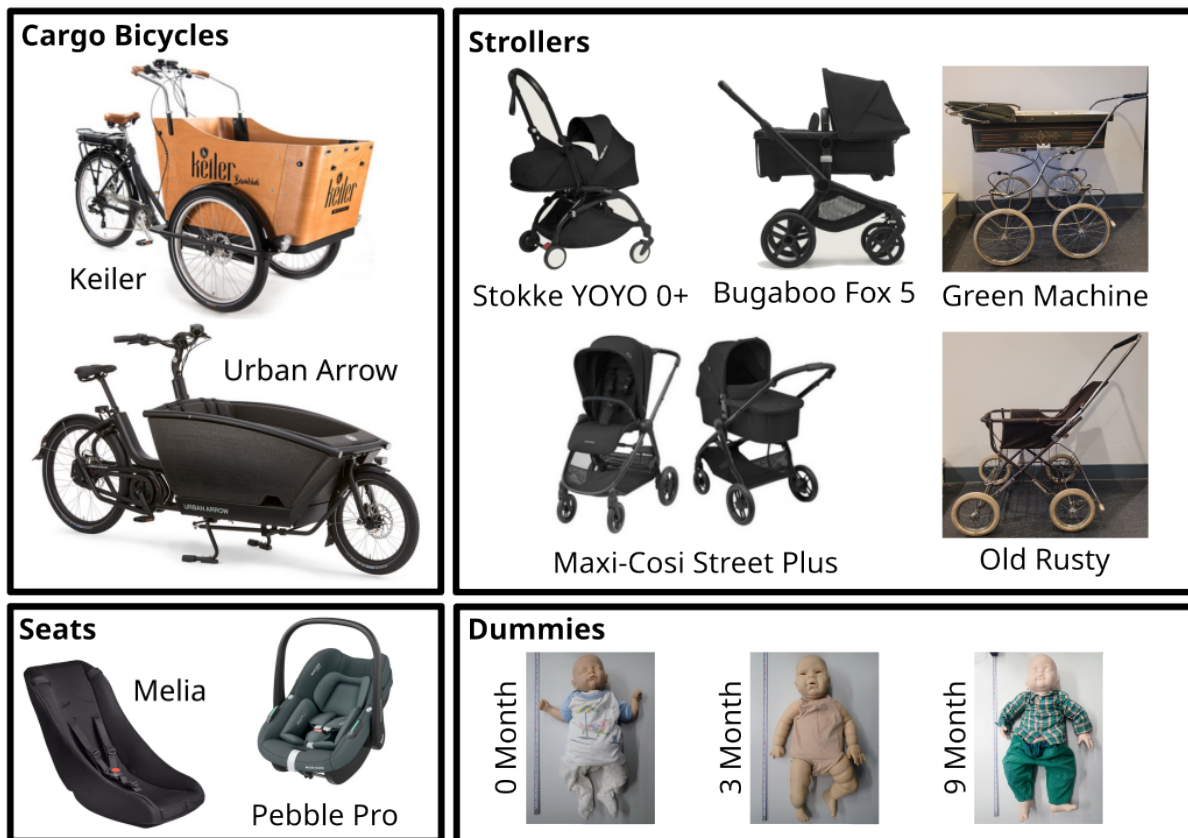 Cargo Bicycles
keiler
keiler
Keiler
Urban Arrow
URBAN ARROW
Strollers
Stokke YOYO 0+
Bugaboo Fox 5
Green Machine
Maxi-Cosi Street Plus
Old Rusty
Seats
Melia
Pebble Pro
Dummies
0 Month
3 Month
9 Month